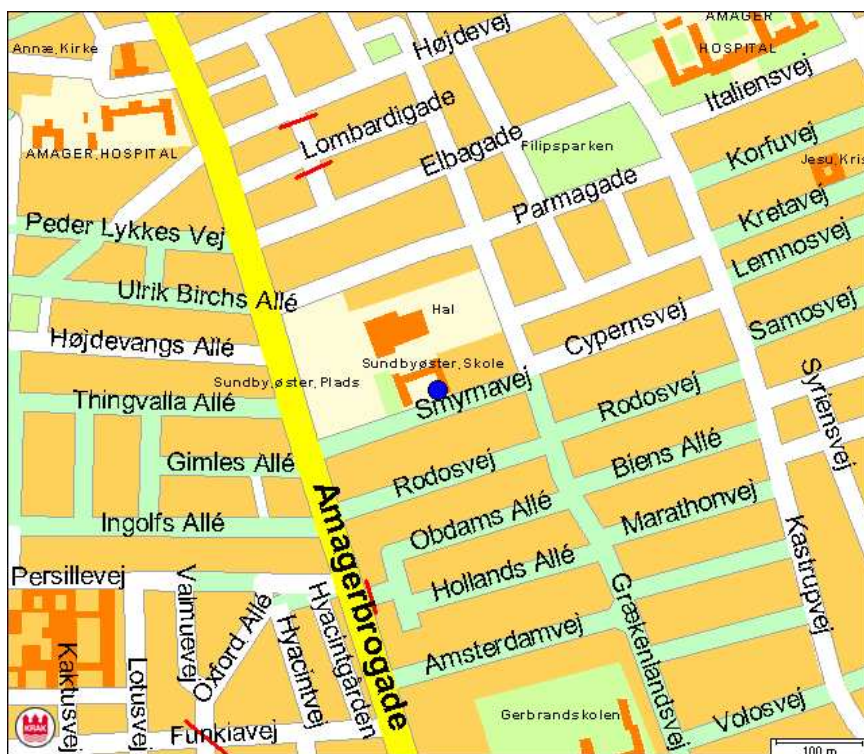 AMAGER
HOSPITAL
Annæ.Kirke
Højdevej
Italiensvej
Lombardigade
AMAGER.HOSPITAL
Elbagade
Filipsparken
Korfuvej
Jesu.Kris
Parmagade
Kretavej
Peder Lykkes Vej
Lemnosvej
Ulrik Birchs Allé
Hal
Samosvej
Højdevangs Allé
Cypernsvej
Sundbyøster.Skole
Sundby.øster.Plads
Smyrnavej
Thingvalla Allé
Rodosvej
Syriensvej
Gimles Allé
Rodosvej
Biens Allé
Amagerbrogade
Ingolfs Allé
Obdams Allé
Marathonvej
Kastrupvej
Persillevej
Hollands Allé
Valmuevej
Oxford Allé
Hyacintvej
Hyacintgården
Grækenlandsvej
Amsterdamvej
Kaktusvej
Lotusvej
Funkiavej
Gerbrandskolen
Volosvej
KRAK
100 m